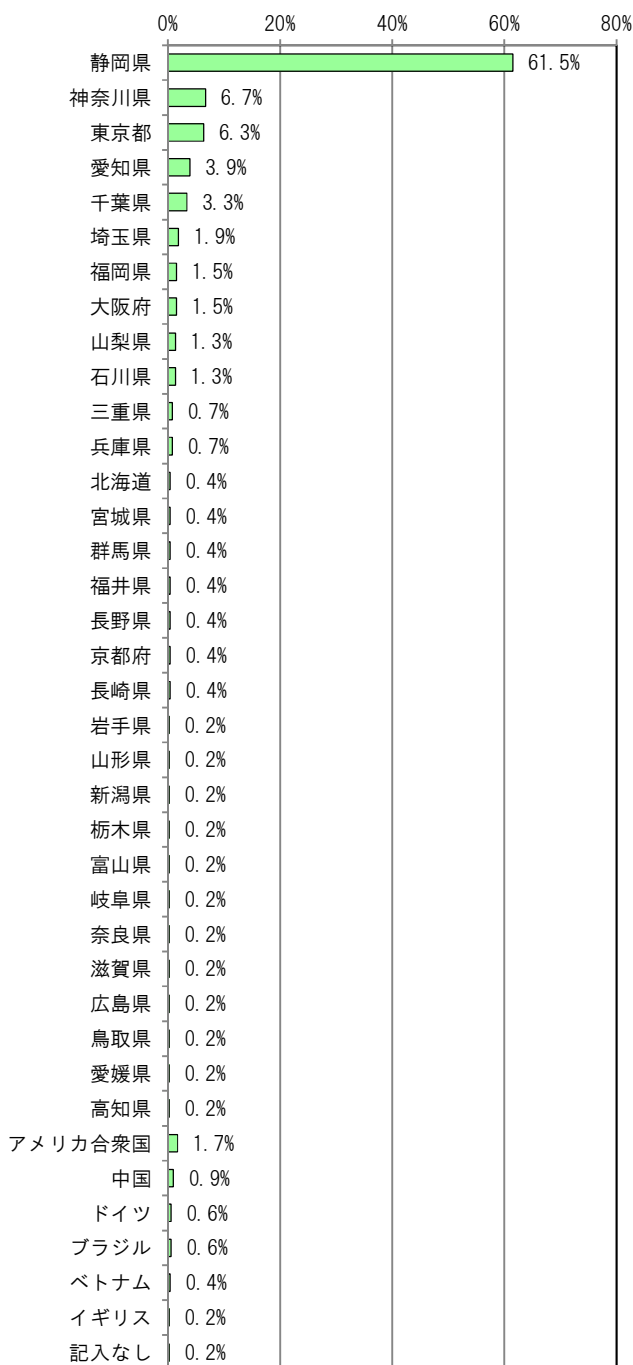 0% 20% 40% 60% 80%
静岡県 61.5%
神奈川県 6.7%
東京都 6.3%
愛知県 3.9%
千葉県 3.3%
埼玉県 1.9%
福岡県 1.5%
大阪府 1.5%
山梨県 1.3%
石川県 1.3%
三重県 0.7%
兵庫県 0.7%
北海道 0.4%
宮城県 0.4%
群馬県 0.4%
福井県 0.4%
長野県 0.4%
京都府 0.4%
長崎県 0.4%
岩手県 0.2%
山形県 0.2%
新潟県 0.2%
栃木県 0.2%
富山県 0.2%
岐阜県 0.2%
奈良県 0.2%
滋賀県 0.2%
広島県 0.2%
鳥取県 0.2%
愛媛県 0.2%
高知県 0.2%
アメリカ合衆国 1.7%
中国 0.9%
ドイツ 0.6%
ブラジル 0.6%
ベトナム 0.4%
イギリス 0.2%
記入なし 0.2%